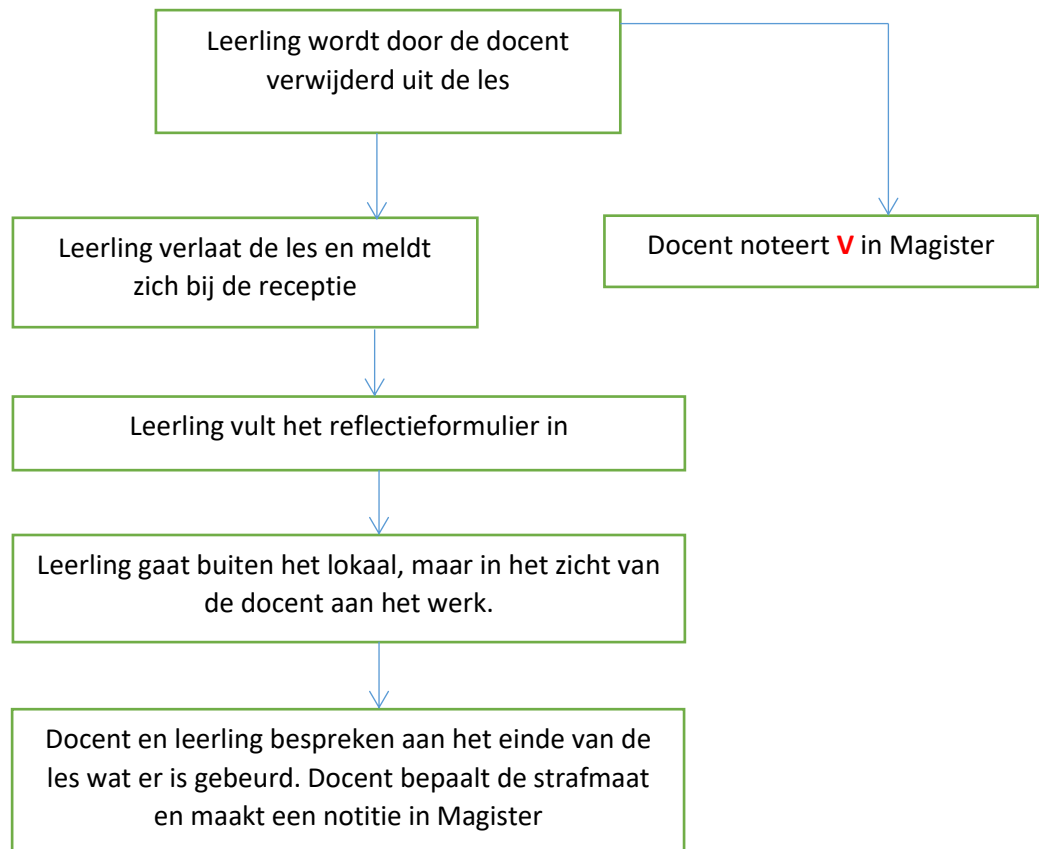 Leerling wordt door de docent
verwijderd uit de les
Leerling verlaat de les en meldt
zich bij de receptie
Docent noteert V in Magister
Leerling vult het reflectieformulier in
Leerling gaat buiten het lokaal, maar in het zicht van
de docent aan het werk.
Docent en leerling bespreken aan het einde van de
les wat er is gebeurd. Docent bepaalt de strafmaat
en maakt een notitie in Magister